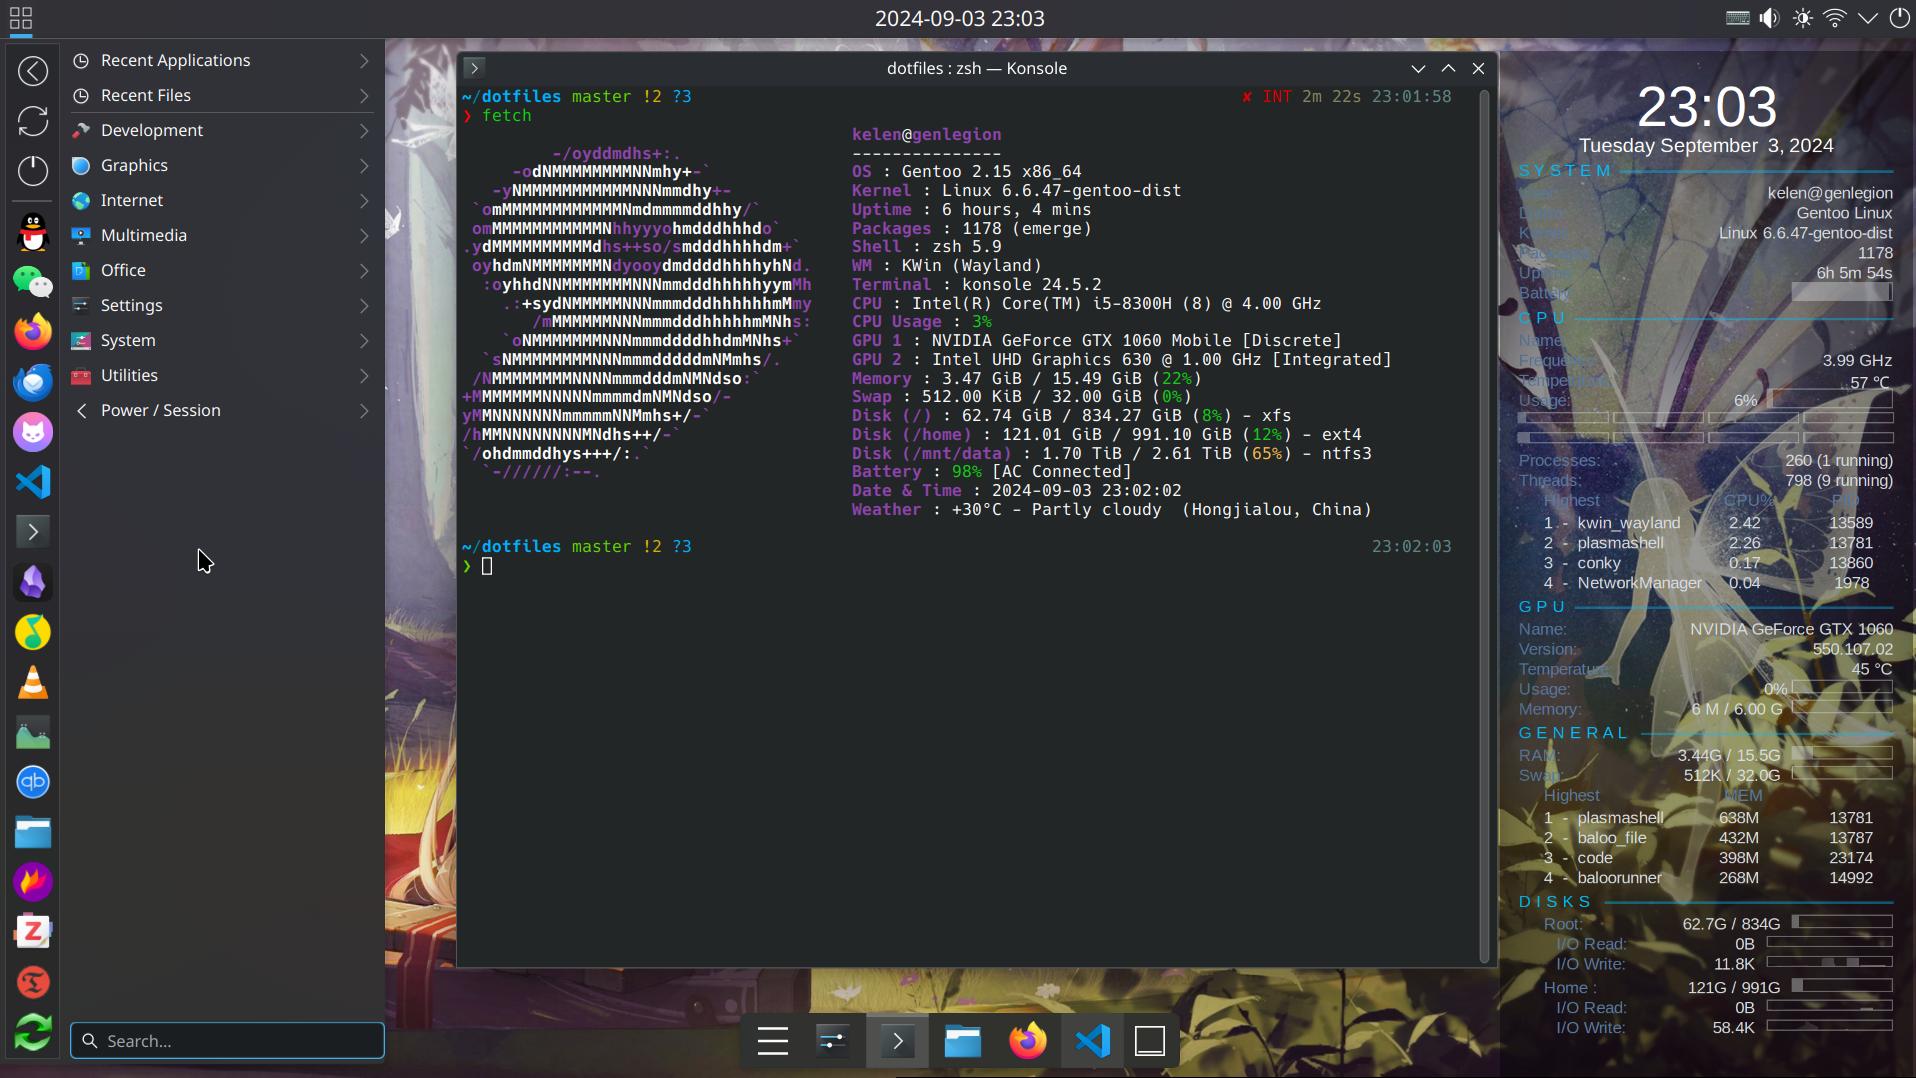 2024-09-03 23:03
Recent Applications
Recent Files
Development
Graphics
Internet
Multimedia
Office
Settings
System
Utilities
Power / Session
Search...
dotfiles : zsh — Konsole
~/dotfiles master !2 ?3 ✘ INT 2m 22s 23:01:58
❯ fetch
kelen@genlegion
---------------
-/oyddmdhs+:.
-odNMMMMMMMMNNmhy+-` OS : Gentoo 2.15 x86_64
-yNMMMMMMMMMMMNNNmmdhy+- Kernel : Linux 6.6.47-gentoo-dist
`omMMMMMMMMMMMMNmdmmmmddhhy/` Uptime : 6 hours, 4 mins
omMMMMMMMMMMMNhhyyyohmdddhhhdo` Packages : 1178 (emerge)
.ydMMMMMMMMMMdhs++so/smdddhhhhdm+` Shell : zsh 5.9
oyhdmNMMMMMMMNdyooydmddddhhhhyhNd. WM : KWin (Wayland)
:oyhhdNNMMMMMMMNNNmmdddhhhhhyymMh Terminal : konsole 24.5.2
.:+sydNMMMMMNNNmmmdddhhhhhhmMmy CPU : Intel(R) Core(TM) i5-8300H (8) @ 4.00 GHz
/mMMMMMMNNNmmmdddhhhhhmMNhs: CPU Usage : 3%
`oNMMMMMMMNNNmmmddddhhdmMNhs+` GPU 1 : NVIDIA GeForce GTX 1060 Mobile [Discrete]
`sNMMMMMMMMNNNmmmdddddmNMmhs/. GPU 2 : Intel UHD Graphics 630 @ 1.00 GHz [Integrated]
/NMMMMMMMMNNNNmmmdddmNMNdso:` Memory : 3.47 GiB / 15.49 GiB (22%)
+MMMMMMMNNNNNmmmmdmNMNdso/- Swap : 512.00 KiB / 32.00 GiB (0%)
yMMNNNNNNNmmmmmNNMmhs+/-` Disk (/) : 62.74 GiB / 834.27 GiB (8%) - xfs
/hMMNNNNNNNNMNdhs++/-` Disk (/home) : 121.01 GiB / 991.10 GiB (12%) - ext4
`/ohdmmddhys+++/:.` Disk (/mnt/data) : 1.70 TiB / 2.61 TiB (65%) - ntfs3
`-//////:--. Battery : 98% [AC Connected]
Date & Time : 2024-09-03 23:02:02
Weather : +30°C - Partly cloudy (Hongjialou, China)
~/dotfiles master !2 ?3 23:02:03
❯
23:03
Tuesday September 3, 2024
SYSTEM
kelen@genlegion
Gentoo Linux
Linux 6.6.47-gentoo-dist
1178
6h 5m 54s
Battery
CPU
3.99 GHz
57 ℃
Usage: 6%
Processes: 260 (1 running)
Threads: 798 (9 running)
Highest CPU% PID
1 - kwin_wayland 2.42 13589
2 - plasmashell 2.26 13781
3 - conky 0.17 13860
4 - NetworkManager 0.04 1978
GPU
Name: NVIDIA GeForce GTX 1060
Version: 550.107.02
Temperature: 45 °C
Usage: 0%
Memory: 6 M / 6.00 G
GENERAL
RAM: 3.44G / 15.5G
Swap: 512K / 32.0G
Highest MEM
1 - plasmashell 638M 13781
2 - baloo_file 432M 13787
3 - code 398M 23174
4 - baloorunner 268M 14992
DISKS
Root: 62.7G / 834G
I/O Read: 0B
I/O Write: 11.8K
Home : 121G / 991G
I/O Read: 0B
I/O Write: 58.4K